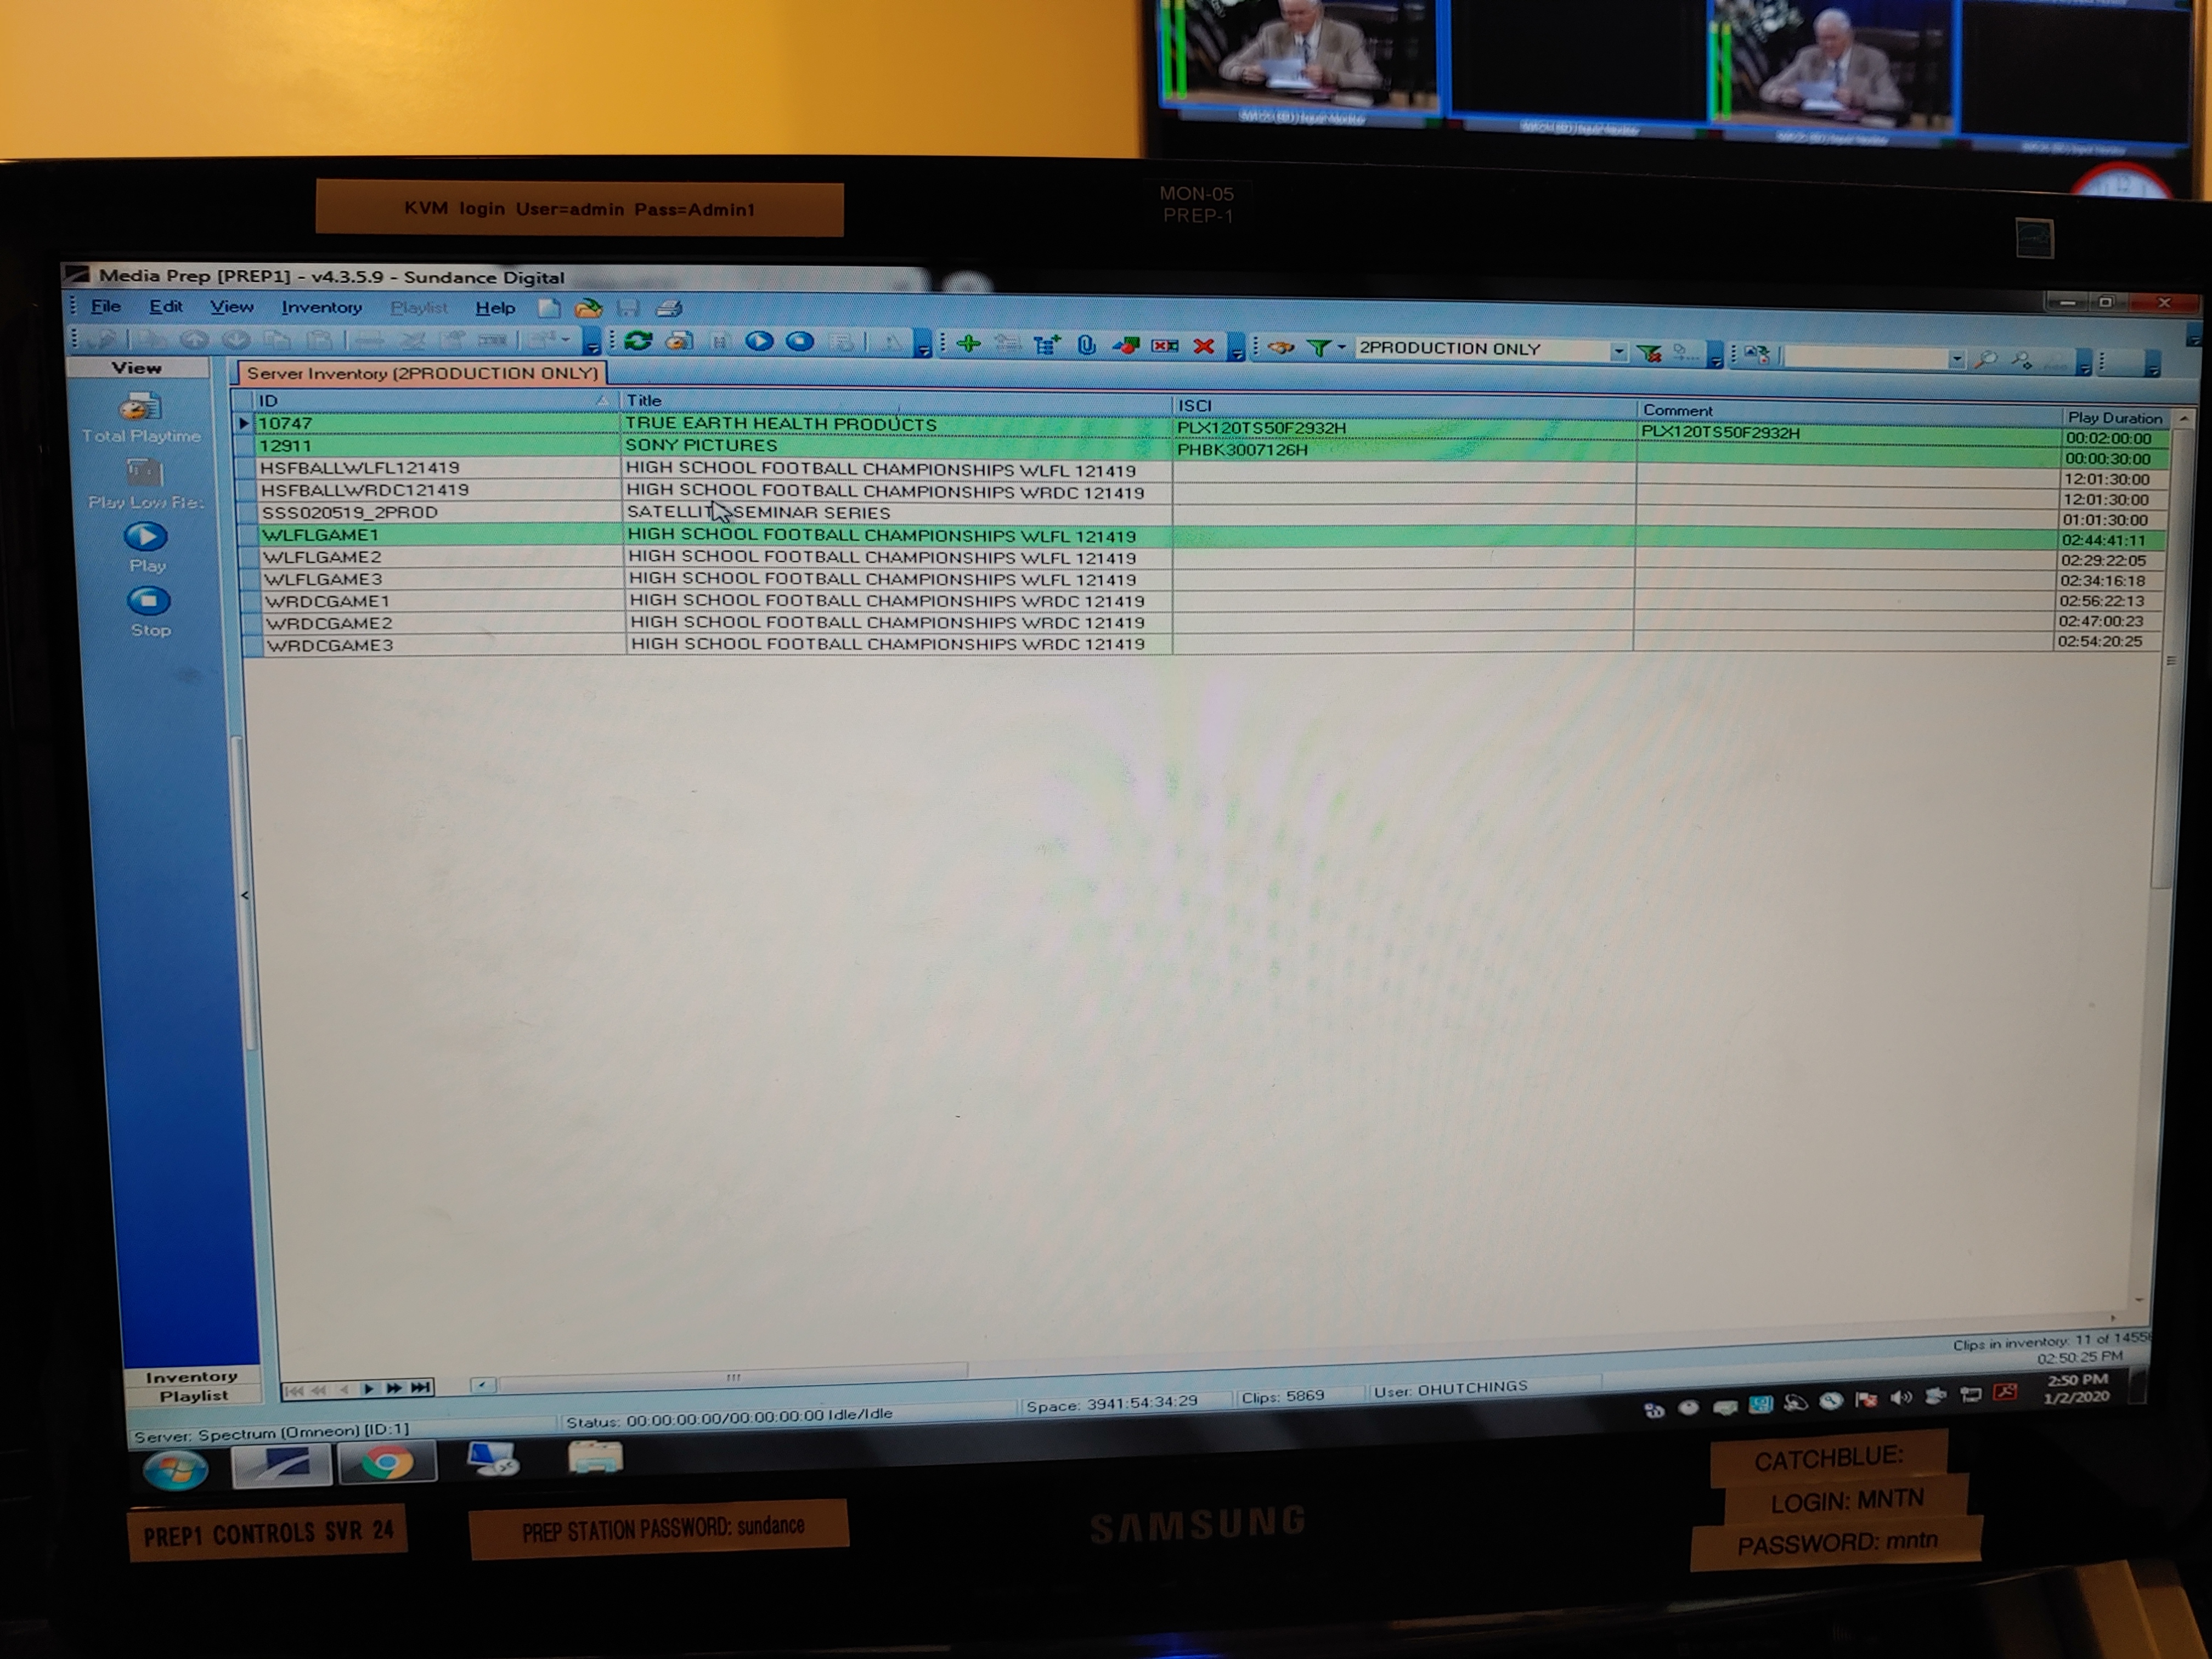 KVM login User=admin Pass=Admin1
MON-05
PREP-1
Media Prep [PREP1] - v4.3.5.9 - Sundance Digital
File Edit View Inventory Playlist Help
2PRODUCTION ONLY
View
Server Inventory (2PRODUCTION ONLY)
ID Title ISCI Comment Play Duration
10747 TRUE EARTH HEALTH PRODUCTS PLX120TS50F2932H PLX120TS50F2932H 00:02:00:00
12911 SONY PICTURES PHBK3007126H 00:00:30:00
HSFBALLWLFL121419 HIGH SCHOOL FOOTBALL CHAMPIONSHIPS WLFL 121419 12:01:30:00
HSFBALLWRDC121419 HIGH SCHOOL FOOTBALL CHAMPIONSHIPS WRDC 121419 12:01:30:00
SSS020519_2PROD SEMINAR SERIES 01:01:30:00
WLFLGAME1 HIGH SCHOOL FOOTBALL CHAMPIONSHIPS WLFL 121419 02:44:41:11
WLFLGAME2 HIGH SCHOOL FOOTBALL CHAMPIONSHIPS WLFL 121419 02:29:22:05
WLFLGAME3 HIGH SCHOOL FOOTBALL CHAMPIONSHIPS WLFL 121419 02:34:16:18
WRDCGAME1 HIGH SCHOOL FOOTBALL CHAMPIONSHIPS WRDC 121419 02:56:22:13
WRDCGAME2 HIGH SCHOOL FOOTBALL CHAMPIONSHIPS WRDC 121419 02:47:00:23
WRDCGAME3 HIGH SCHOOL FOOTBALL CHAMPIONSHIPS WRDC 121419 02:54:20:25
Total Playtime
Play Low
Play
Stop
Inventory
Playlist
Clips in inventory: 11 of 1455
02:50:25 PM
Server: Spectrum (Omneon) [ID:1]
Status: 00:00:00:00/00:00:00:00 Idle/Idle
Space: 3941:54:34:29
Clips: 5869
User: OHUTCHINGS
2:50 PM
1/2/2020
PREP1 CONTROLS SVR 24
PREP STATION PASSWORD: sundance
SAMSUNG
CATCHBLUE:
LOGIN: MNTN
PASSWORD: mntn